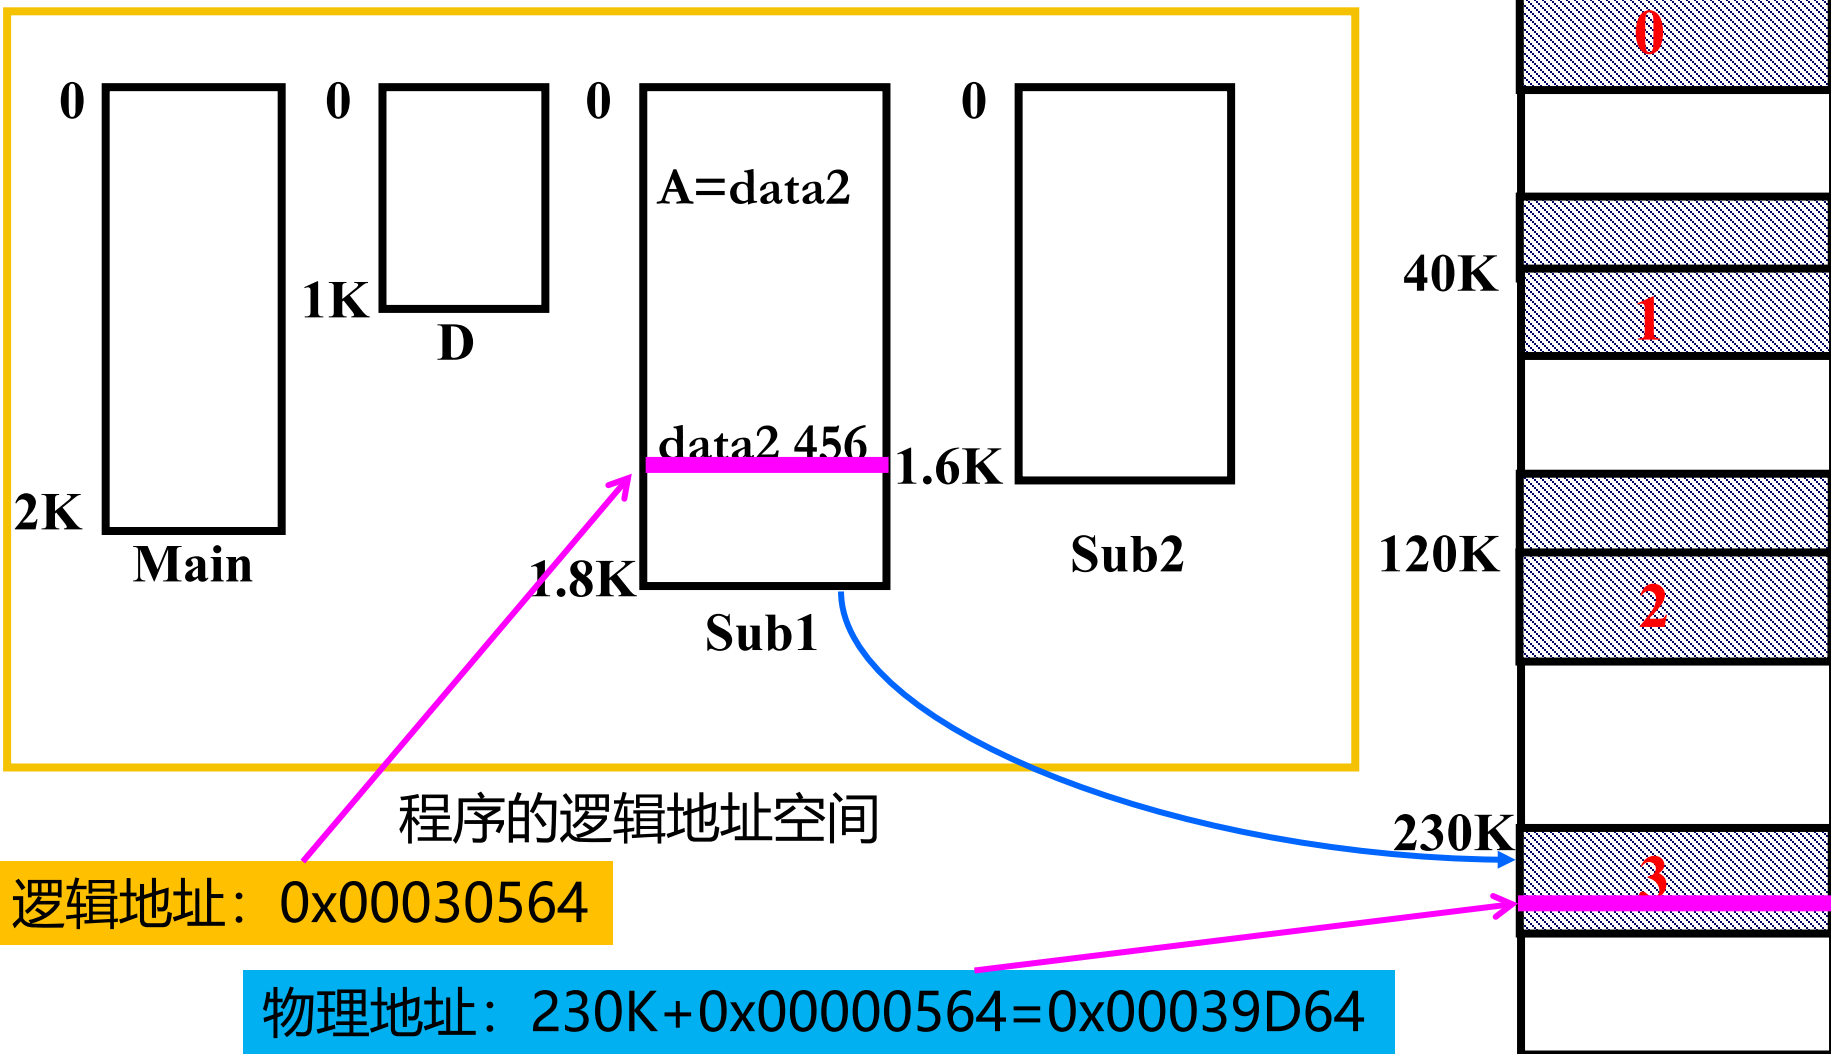 0
0
0
0
0
A=data2
40K
1K
1
D
data2 456
1.6K
2K
Main
1.8K
Sub2
120K
2
Sub1
程序的逻辑地址空间
230K
3
逻辑地址：0x00030564
物理地址：230K+0x00000564=0x00039D64